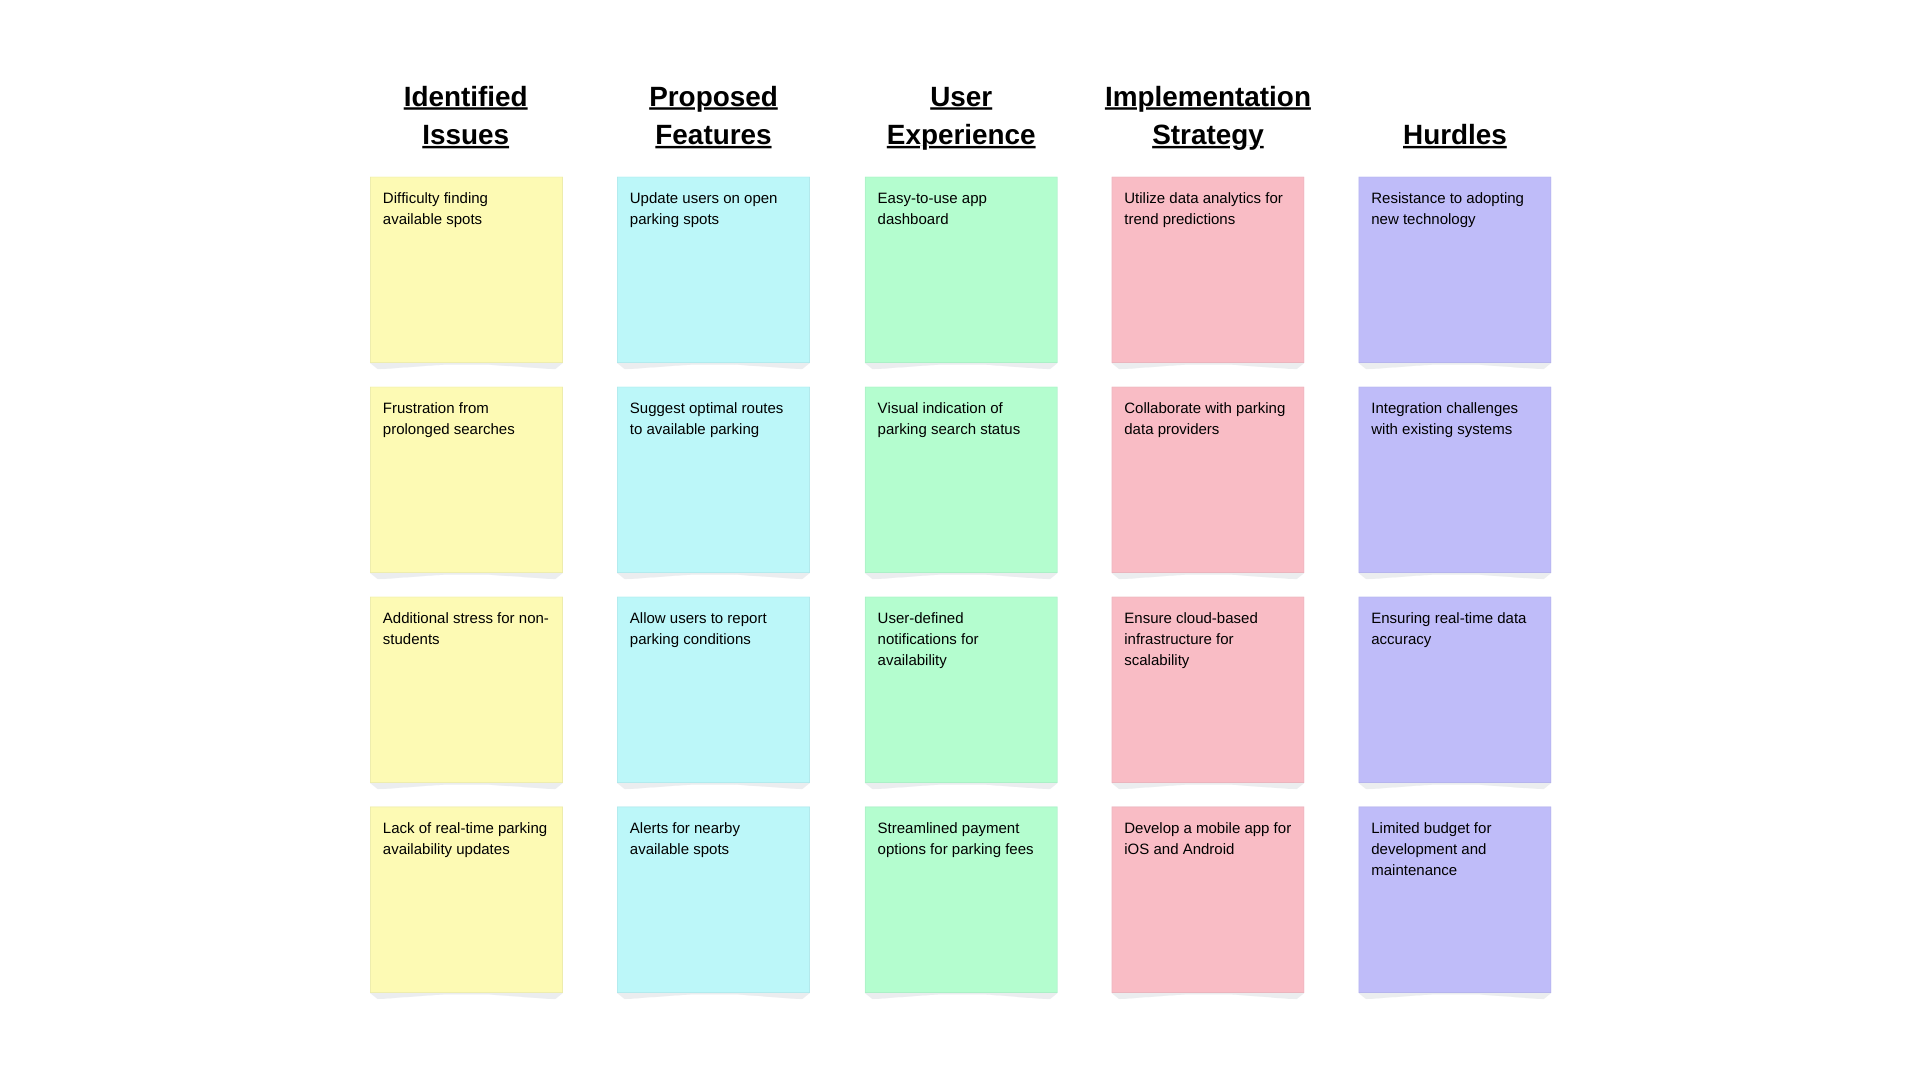 Identified
Issues
Difficulty finding
available spots
Frustration from
prolonged searches
Additional stress for non-
students
Lack of real-time parking
availability updates
Proposed
Features
Update users on open
parking spots
Suggest optimal routes
to available parking
Allow users to report
parking conditions
Alerts for nearby
available spots
User
Experience
Easy-to-use app
dashboard
Visual indication of
parking search status
User-defined
notifications for
availability
Streamlined payment
options for parking fees
Implementation
Strategy
Utilize data analytics for
trend predictions
Collaborate with parking
data providers
Ensure cloud-based
infrastructure for
scalability
Develop a mobile app for
iOS and Android
Hurdles
Resistance to adopting
new technology
Integration challenges
with existing systems
Ensuring real-time data
accuracy
Limited budget for
development and
maintenance